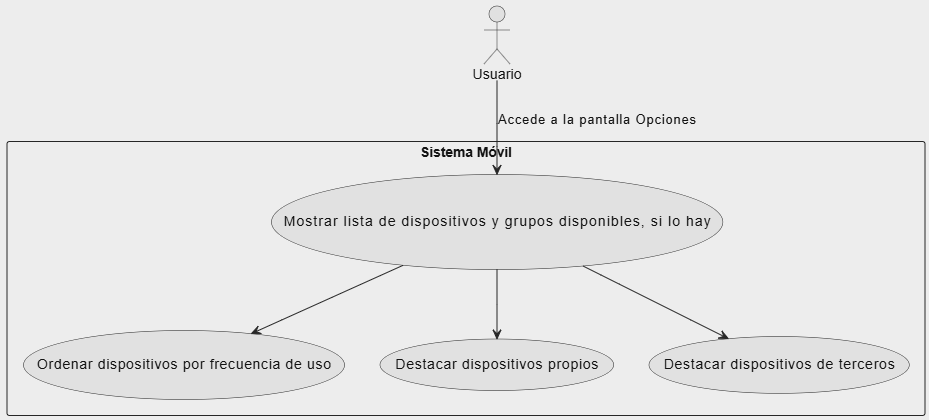 Usuario
Accede a la pantalla Opciones
Sistema Móvil
Mostrar lista de dispositivos y grupos disponibles, si lo hay
Ordenar dispositivos por frecuencia de uso
Destacar dispositivos propios
Destacar dispositivos de terceros